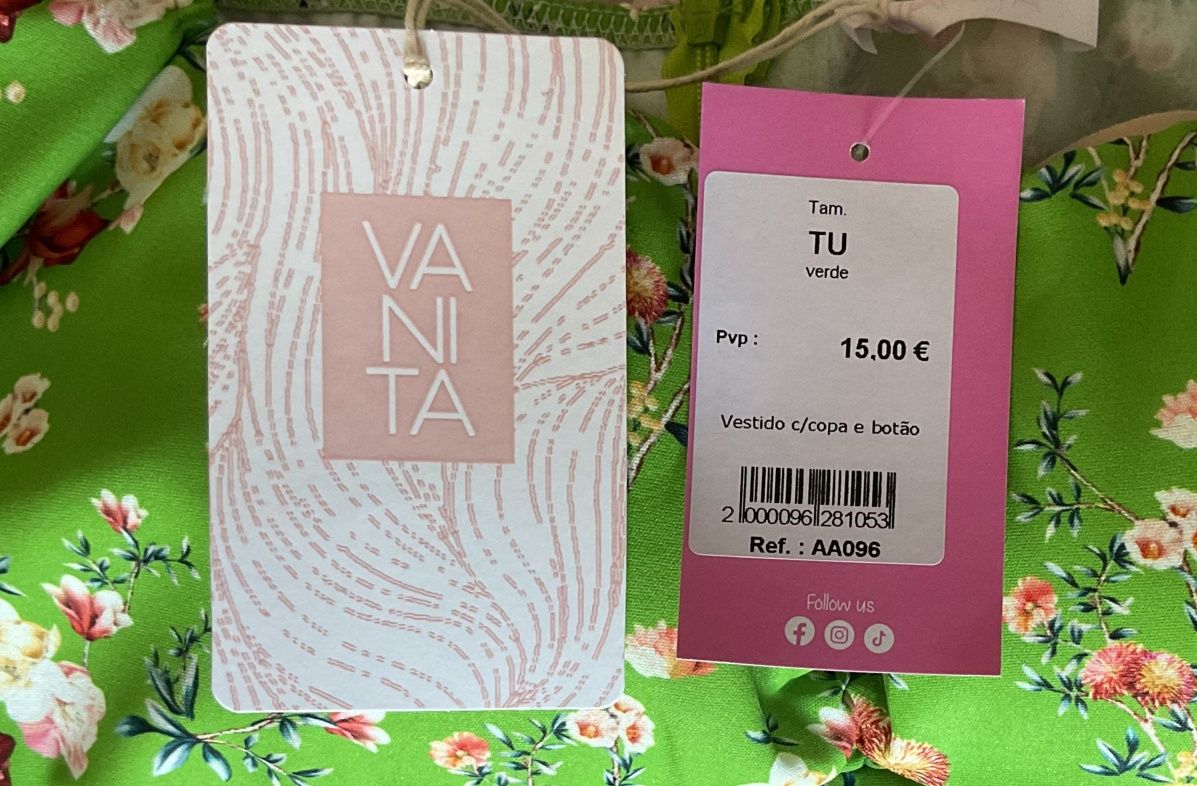 VA
NI
TA
Tam.
TU
verde
Pvp : 15,00 €
Vestido c/copa e botão
2 000096 281053
Ref. : AA096
Follow us